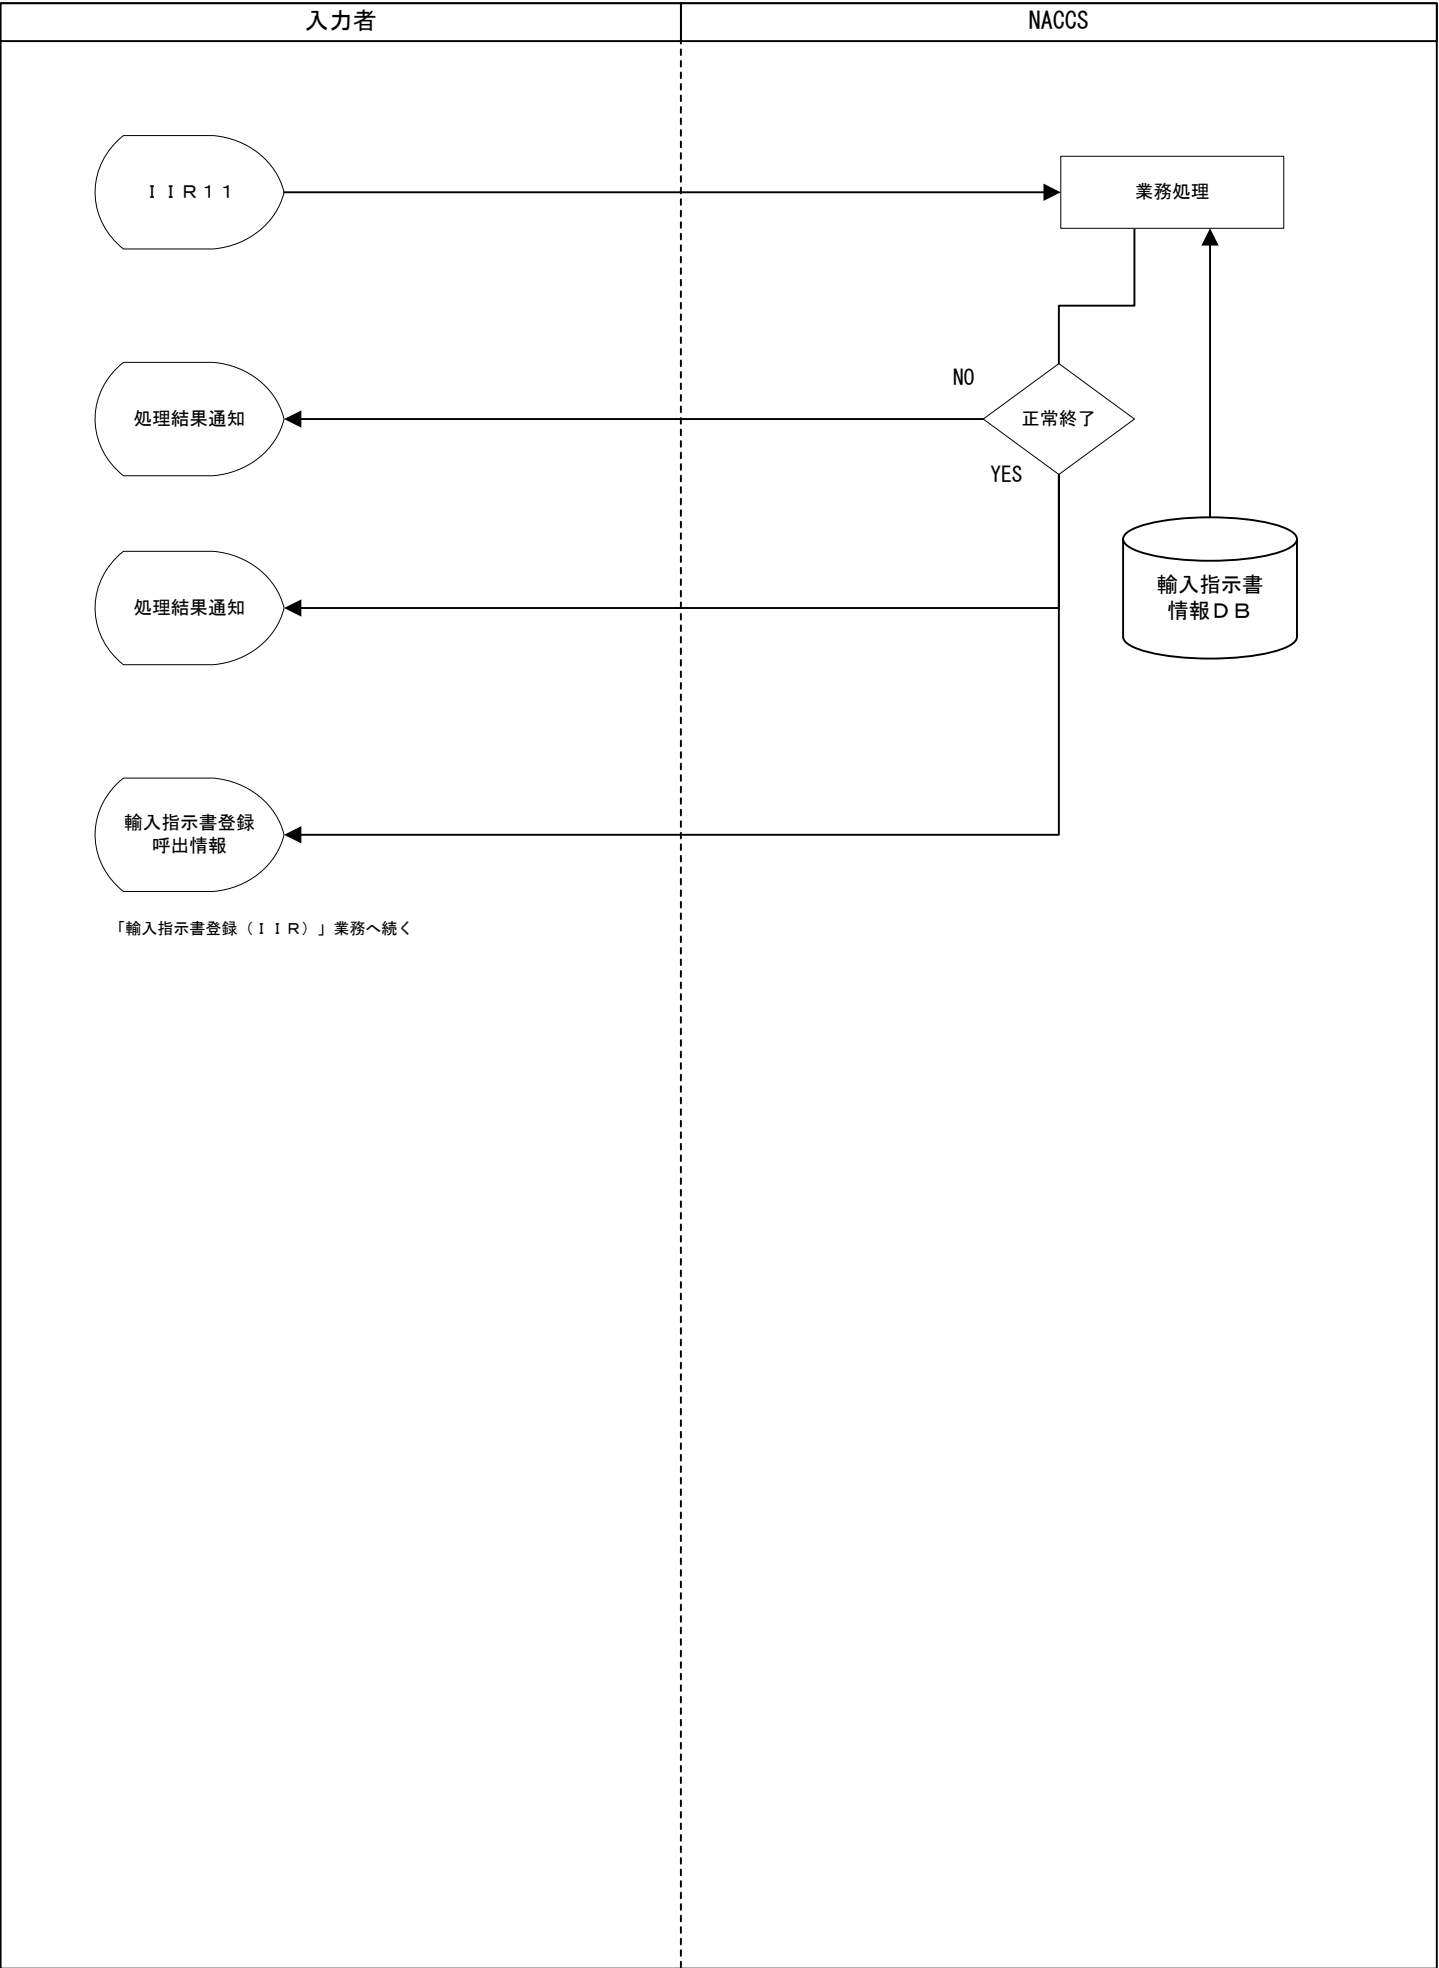 入力者
NACCS
ＩＩＲ１１
業務処理
NO
処理結果通知
正常終了
YES
処理結果通知
輸入指示書
情報ＤＢ
輸入指示書登録
呼出情報
「輸入指示書登録（ＩＩＲ）」業務へ続く